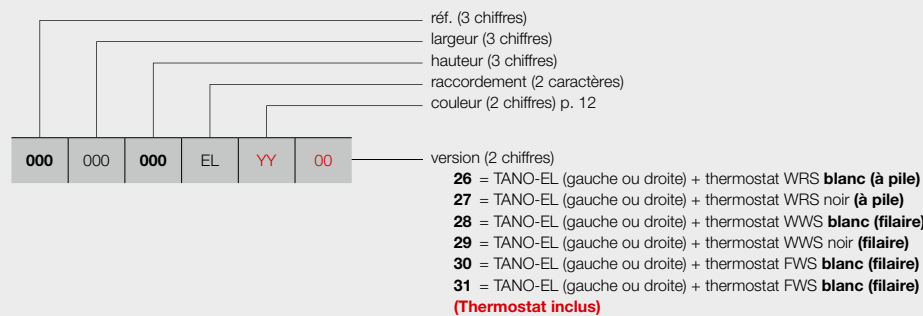 réf. (3 chiffres)
largeur (3 chiffres)
hauteur (3 chiffres)
raccordement (2 caractères)
couleur (2 chiffres) p. 12
000 000 000 EL YY 00
version (2 chiffres)
26 = TANO-EL (gauche ou droite) + thermostat WRS blanc (à pile)
27 = TANO-EL (gauche ou droite) + thermostat WRS noir (à pile)
28 = TANO-EL (gauche ou droite) + thermostat WWS blanc (filaire)
29 = TANO-EL (gauche ou droite) + thermostat WWS noir (filaire)
30 = TANO-EL (gauche ou droite) + thermostat FWS blanc (filaire)
31 = TANO-EL (gauche ou droite) + thermostat FWS blanc (filaire)
(Thermostat inclus)